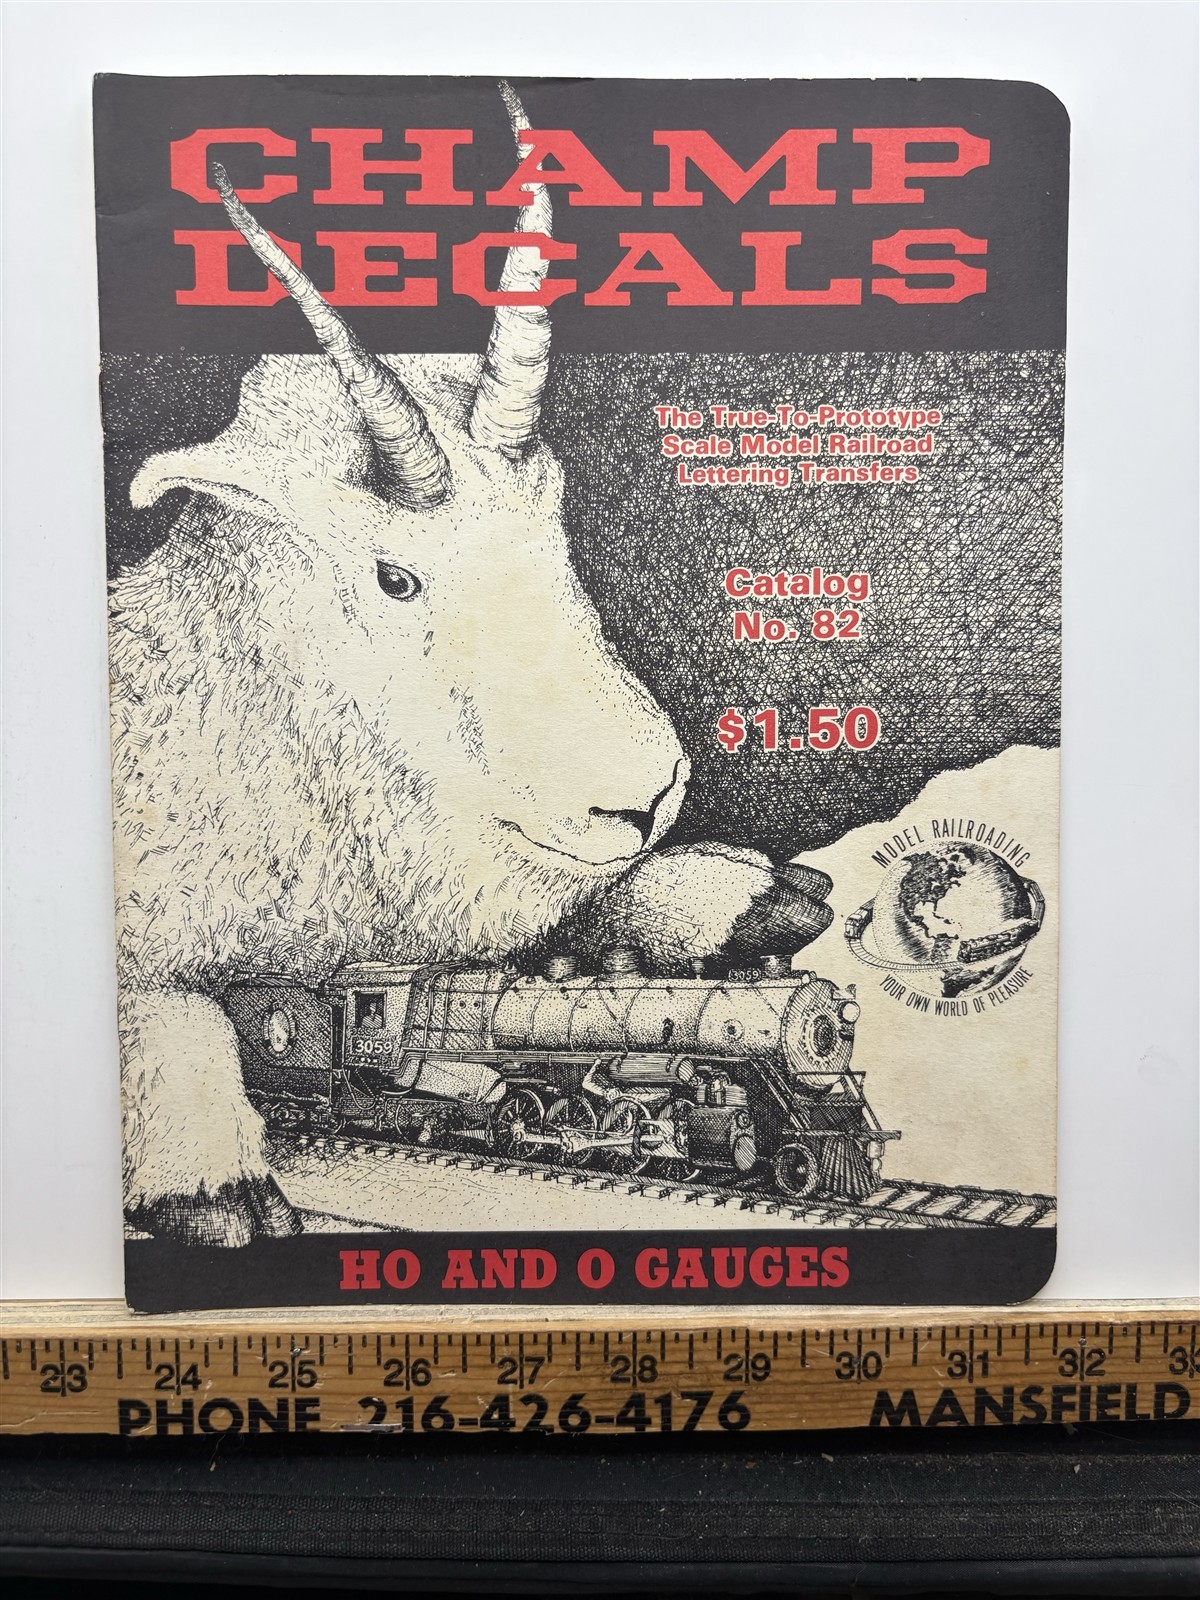 CHAMP
DECALS
The True-To-Prototype
Scale Model Railroad
Lettering Transfers
Catalog
No. 82
$1.50
MODEL RAILROADING
YOUR OWN WORLD OF PLEASURE
3059
3059
HO AND O GAUGES
23 24 25 26 27 28 29 30 31 32
PHONE 216-426-4176 MANSFIELD